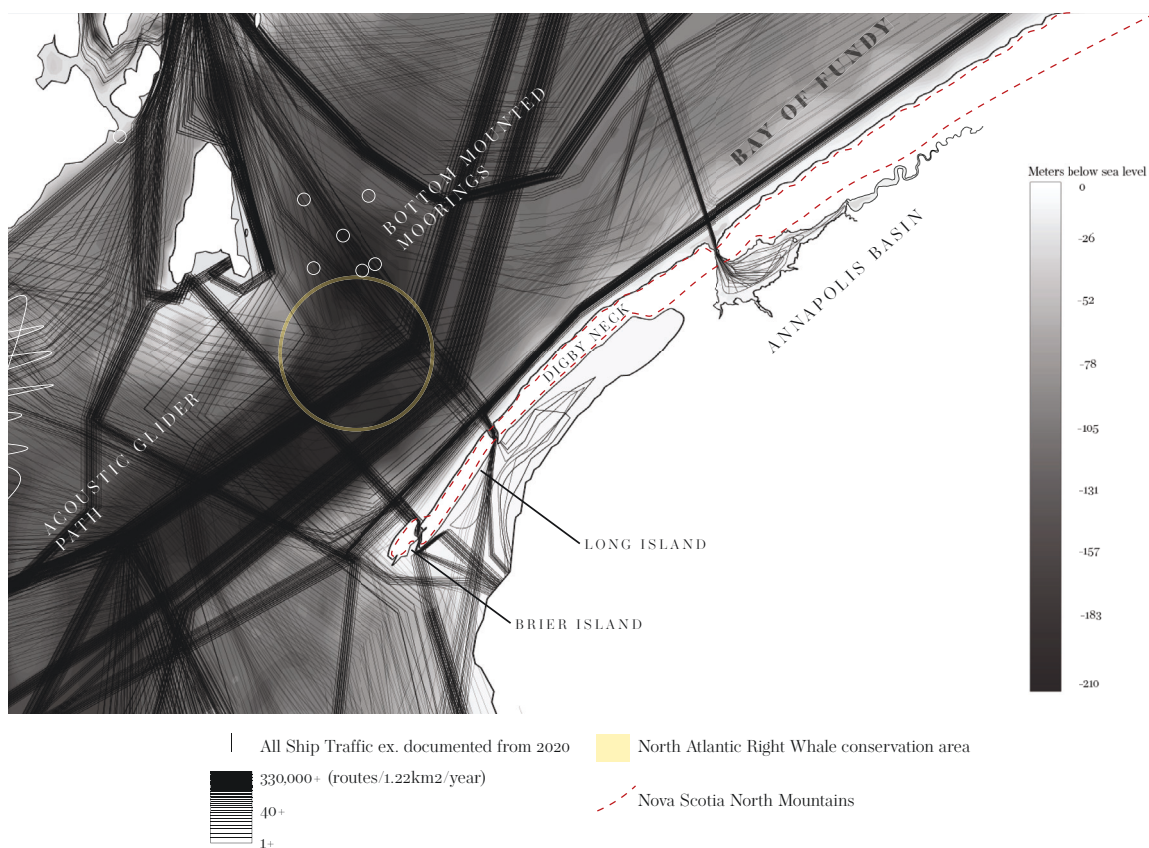 BAY OF FUNDY
BOTTOM MOUNTED
MOORINGS
ANNAPOLIS BASIN
DIGBY NECK
ACOUSTIC GLIDER
PATH
LONG ISLAND
BRIER ISLAND
Meters below sea level
0
-26
-52
-78
-105
-131
-157
-183
-210
All Ship Traffic ex. documented from 2020
330,000+ (routes/1.22km2/year)
40+
1+
North Atlantic Right Whale conservation area
Nova Scotia North Mountains